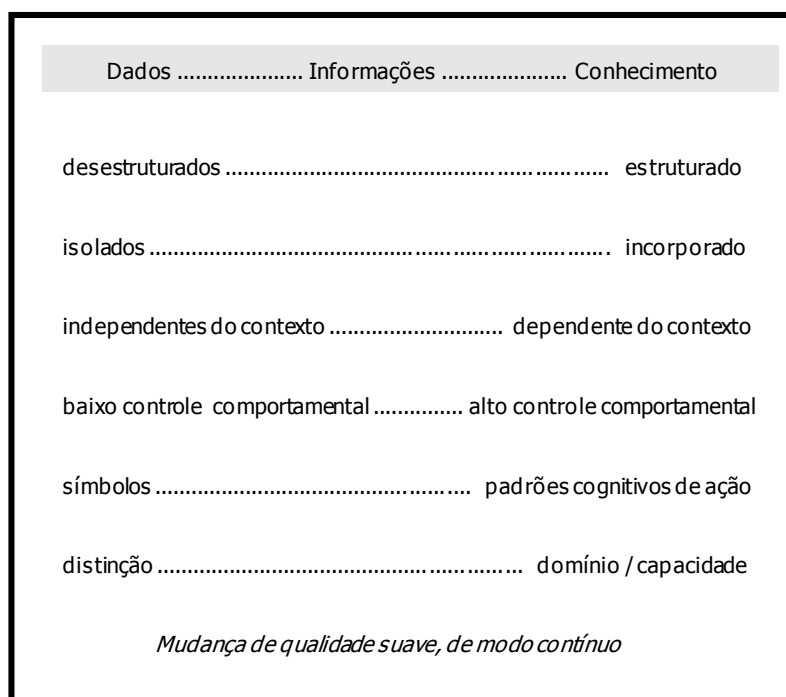 Dados ..................... Informações ..................... Conhecimento
desestruturados ................................................................ estruturado
isolados ............................................................................. incorporado
independentes do contexto ............................. dependente do contexto
baixo controle comportamental ............... alto controle comportamental
símbolos ..................................................... padrões cognitivos de ação
distinção ............................................................. domínio / capacidade
Mudança de qualidade suave, de modo contínuo